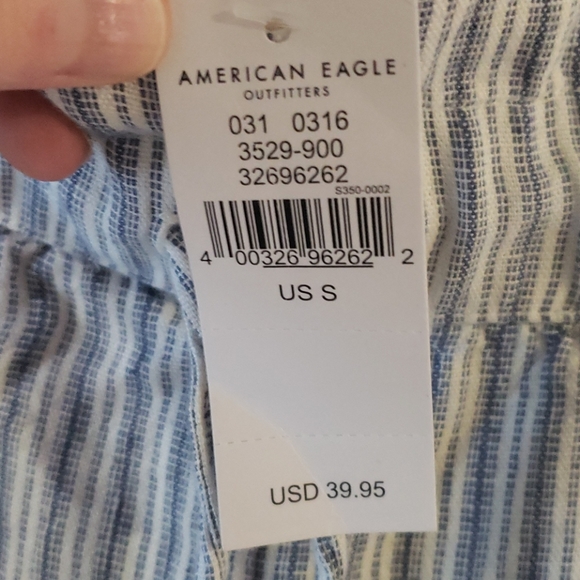 AMERICAN EAGLE
OUTFITTERS
031 0316
3529-900
32696262
S350-0002
4 00326 96262 2
US S
USD 39.95